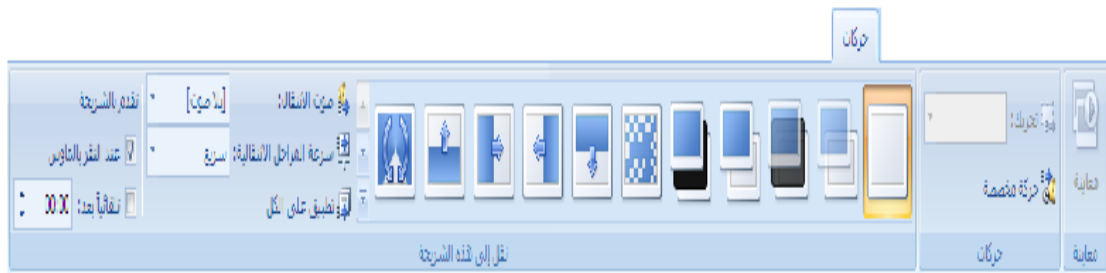 حركات
معاينة
معاينة
تحريك:
حركة مخصصة
حركات
صوت الانتقال:
[بلا صوت]
سرعة المراحل الانتقالية:
سريع
تطبيق على الكل
تقدم بالشريحة
عند النقر بالماوس
تلقائياً بعد:
00:00
نقل إلى هذه الشريحة